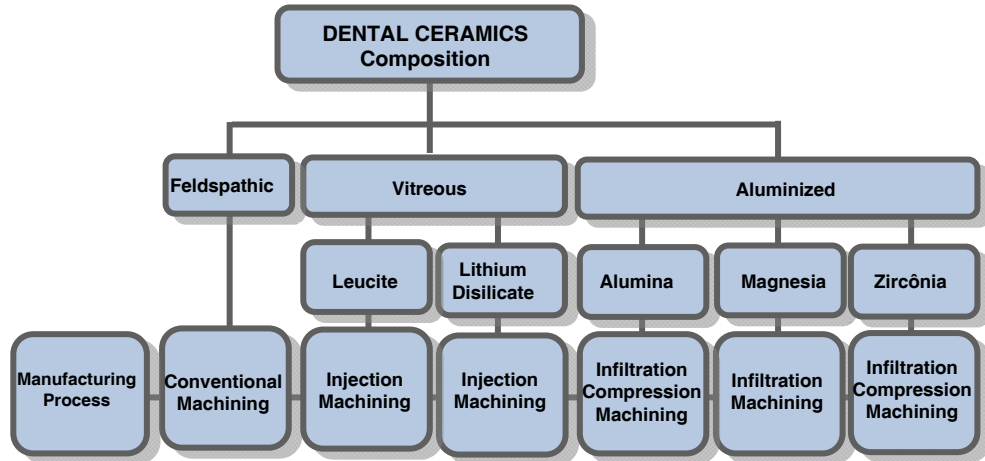 DENTAL CERAMICS
Composition
Feldspathic
Vitreous
Aluminized
Leucite
Lithium
Disilicate
Alumina
Magnesia
Zircônia
Manufacturing
Process
Conventional
Machining
Injection
Machining
Injection
Machining
Infiltration
Compression
Machining
Infiltration
Machining
Infiltration
Compression
Machining